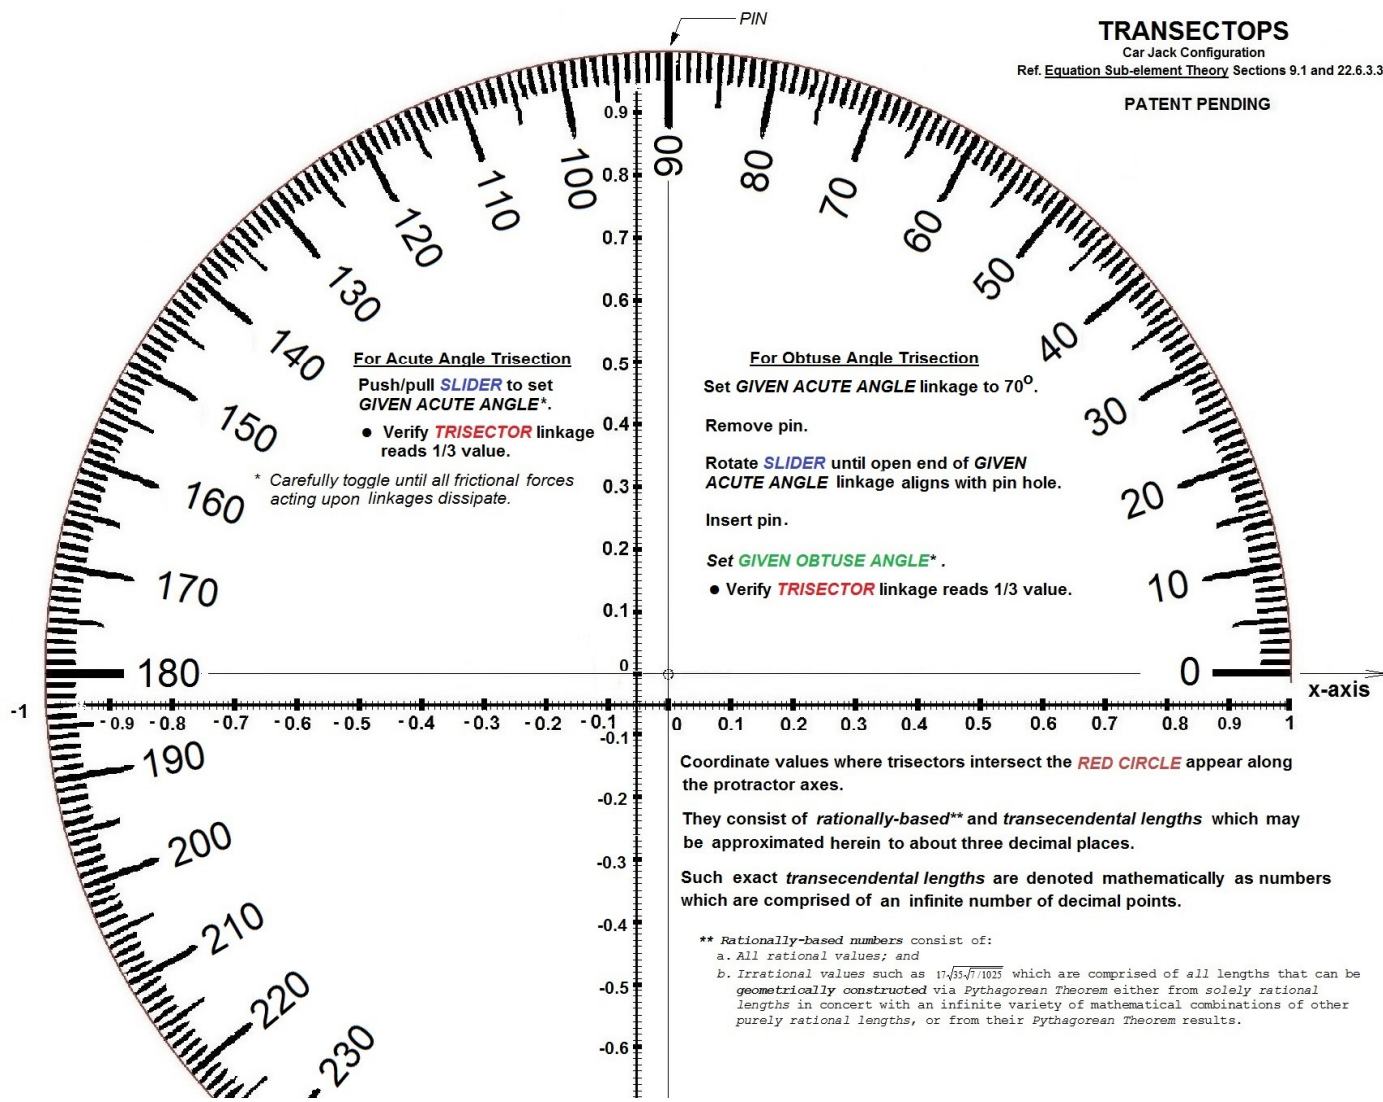 PIN
TRANSECTOPS
Car Jack Configuration
Ref. Equation Sub-element Theory Sections 9.1 and 22.6.3.3
PATENT PENDING
90
100
110
120
130
140
150
160
170
180
190
200
210
220
230
80
70
60
50
40
30
20
10
0
0.9
0.8
0.7
0.6
0.5
0.4
0.3
0.2
0.1
0
For Acute Angle Trisection
Push/pull SLIDER to set
GIVEN ACUTE ANGLE*.
● Verify TRISECTOR linkage
reads 1/3 value.
* Carefully toggle until all frictional forces
acting upon linkages dissipate.
For Obtuse Angle Trisection
Set GIVEN ACUTE ANGLE linkage to 70°.
Remove pin.
Rotate SLIDER until open end of GIVEN
ACUTE ANGLE linkage aligns with pin hole.
Insert pin.
Set GIVEN OBTUSE ANGLE* .
● Verify TRISECTOR linkage reads 1/3 value.
x-axis
-1 -0.9 -0.8 -0.7 -0.6 -0.5 -0.4 -0.3 -0.2 -0.1 0 0.1 0.2 0.3 0.4 0.5 0.6 0.7 0.8 0.9 1
-0.1
-0.2
-0.3
-0.4
-0.5
-0.6
Coordinate values where trisectors intersect the RED CIRCLE appear along
the protractor axes.
They consist of rationally-based** and transecendental lengths which may
be approximated herein to about three decimal places.
Such exact transecendental lengths are denoted mathematically as numbers
which are comprised of an infinite number of decimal points.
** Rationally-based numbers consist of:
a. All rational values; and
b. Irrational values such as 17√35√7/1025 which are comprised of all lengths that can be
geometrically constructed via Pythagorean Theorem either from solely rational
lengths in concert with an infinite variety of mathematical combinations of other
purely rational lengths, or from their Pythagorean Theorem results.